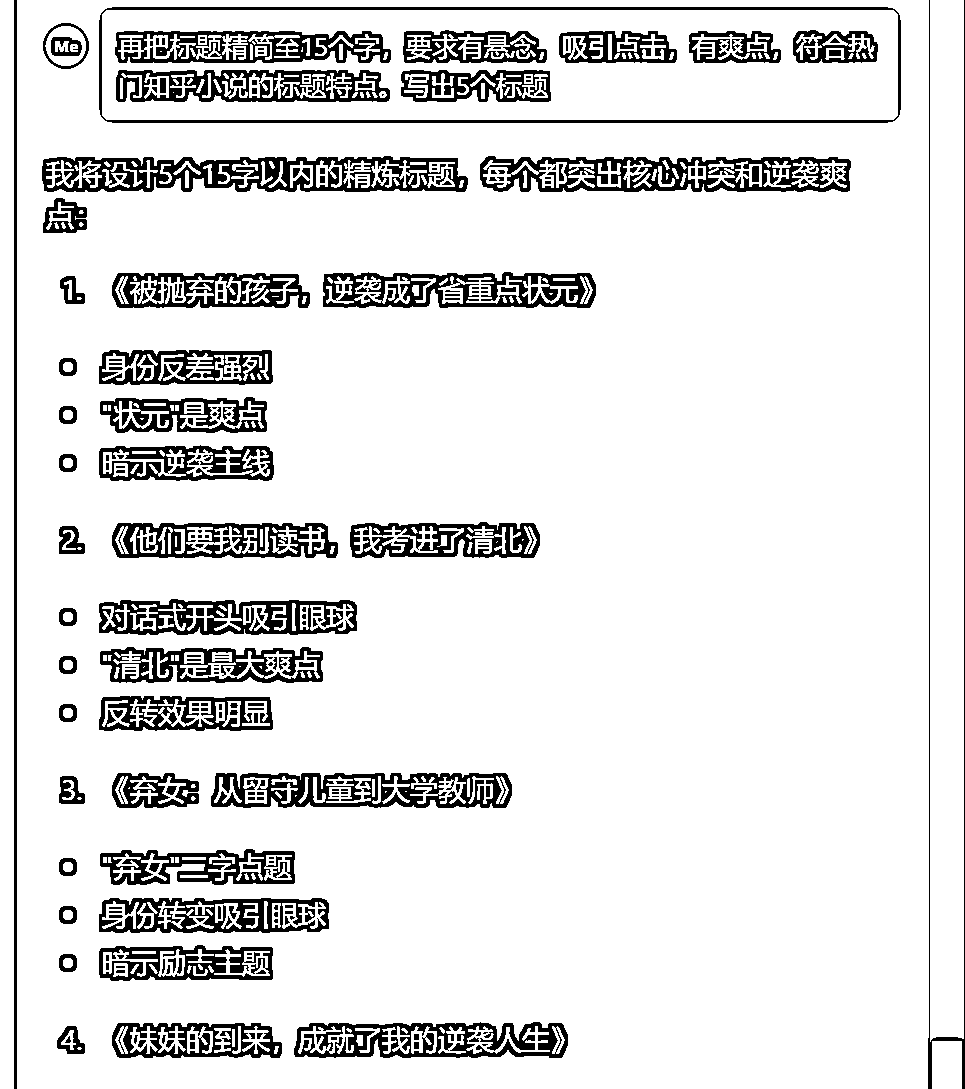 Me
再把标题精简至15个字，要求有悬念，吸引点击，有爽点，符合热
门知乎小说的标题特点。写出5个标题
我将设计5个15字以内的精炼标题，每个都突出核心冲突和逆袭爽
点：
1. 《被抛弃的孩子，逆袭成了省重点状元》
身份反差强烈
"状元"是爽点
暗示逆袭主线
2. 《他们要我别读书，我考进了清北》
对话式开头吸引眼球
"清北"是最大爽点
反转效果明显
3. 《弃女：从留守儿童到大学教师》
"弃女"二字点题
身份转变吸引眼球
暗示励志主题
4. 《妹妹的到来，成就了我的逆袭人生》